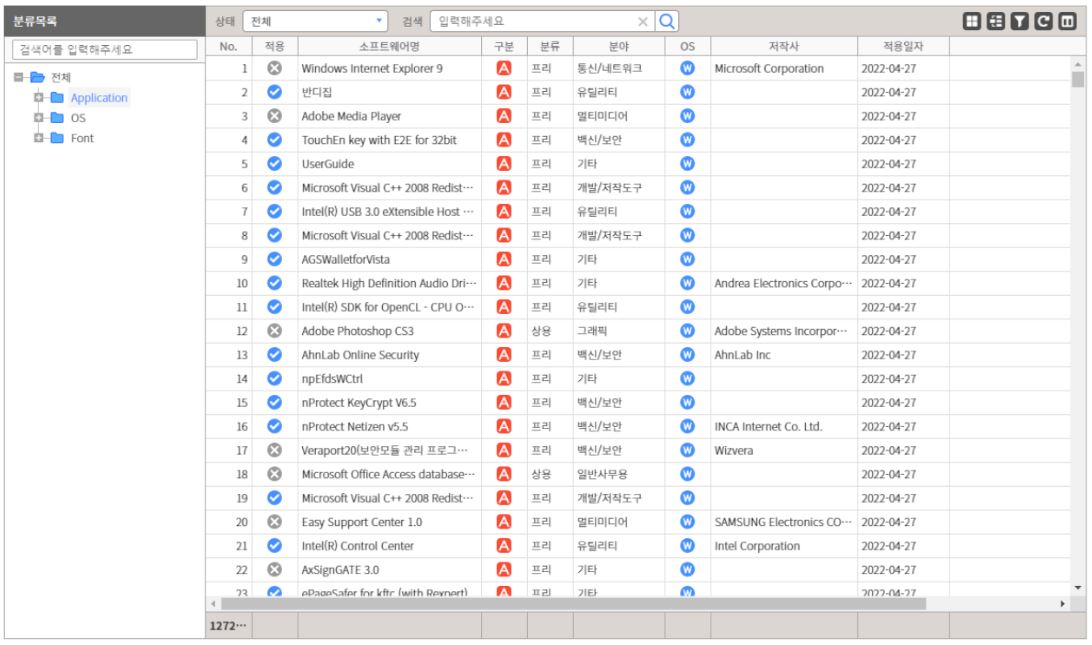 분류목록
검색어를 입력해주세요
전체
Application
OS
Font
상태 전체 검색 입력해주세요
No. 적용 소프트웨어명 구분 분류 분야 OS 저작사 적용일자
1 Windows Internet Explorer 9 A 프리 통신/네트워크 W Microsoft Corporation 2022-04-27
2 반디집 A 프리 유틸리티 W 2022-04-27
3 Adobe Media Player A 프리 멀티미디어 W 2022-04-27
4 TouchEn key with E2E for 32bit A 프리 백신/보안 W 2022-04-27
5 UserGuide A 프리 기타 W 2022-04-27
6 Microsoft Visual C++ 2008 Redist··· A 프리 개발/저작도구 W 2022-04-27
7 Intel(R) USB 3.0 eXtensible Host ··· A 프리 유틸리티 W 2022-04-27
8 Microsoft Visual C++ 2008 Redist··· A 프리 개발/저작도구 W 2022-04-27
9 AGSWalletforVista A 프리 기타 W 2022-04-27
10 Realtek High Definition Audio Dri··· A 프리 기타 W Andrea Electronics Corpo··· 2022-04-27
11 Intel(R) SDK for OpenCL - CPU O··· A 프리 유틸리티 W 2022-04-27
12 Adobe Photoshop CS3 A 상용 그래픽 W Adobe Systems Incorpor··· 2022-04-27
13 AhnLab Online Security A 프리 백신/보안 W AhnLab Inc 2022-04-27
14 npEfdsWCtrl A 프리 기타 W 2022-04-27
15 nProtect KeyCrypt V6.5 A 프리 백신/보안 W 2022-04-27
16 nProtect Netizen v5.5 A 프리 백신/보안 W INCA Internet Co. Ltd. 2022-04-27
17 Veraport20(보안모듈 관리 프로그··· A 프리 백신/보안 W Wizvera 2022-04-27
18 Microsoft Office Access database··· A 상용 일반사무용 W 2022-04-27
19 Microsoft Visual C++ 2008 Redist··· A 프리 개발/저작도구 W 2022-04-27
20 Easy Support Center 1.0 A 프리 멀티미디어 W SAMSUNG Electronics CO··· 2022-04-27
21 Intel(R) Control Center A 프리 유틸리티 W Intel Corporation 2022-04-27
22 AxSignGATE 3.0 A 프리 기타 W 2022-04-27
23 ePageSafer for kftc (with Rexpert) A 프리 기타 W 2022-04-27
1272···